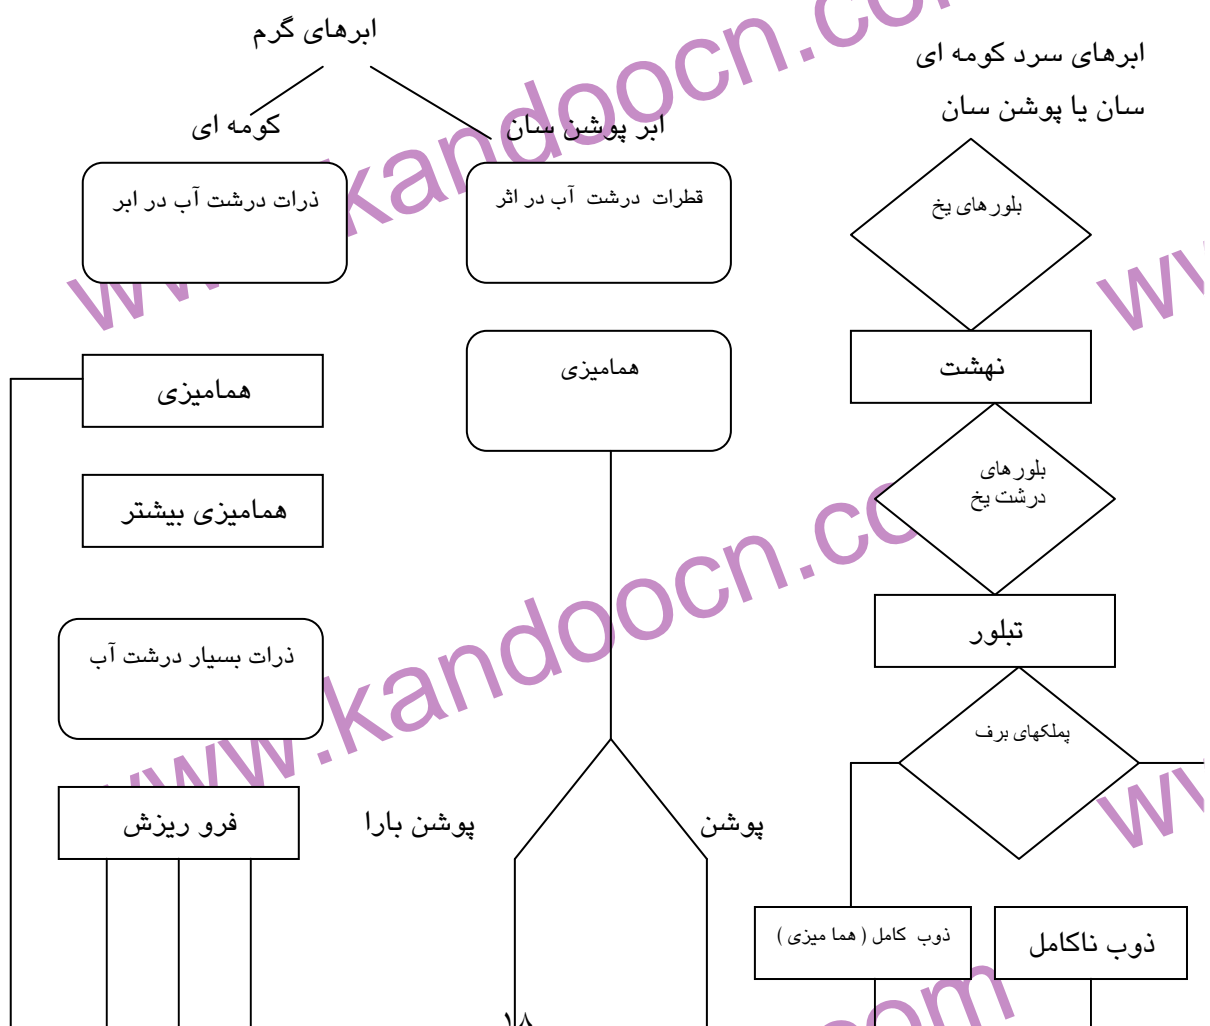 ابرهای گرم
ابرهای سرد کومه ای
سان یا پوشن سان
ابر پوشن سان
کومه ای
بلورهای یخ
قطرات درشت آب در اثر
ذرات درشت آب در ابر
نهشت
همامیزی
همامیزی
بلورهای
درشت یخ
همامیزی بیشتر
تبلور
ذرات بسیار درشت آب
پملکهای برف
پوشن
پوشن بارا
فرو ریزش
ذوب ناکامل
ذوب کامل ( هما میزی )
۱۸
www.kandoocn.com
www.kandoocn.com